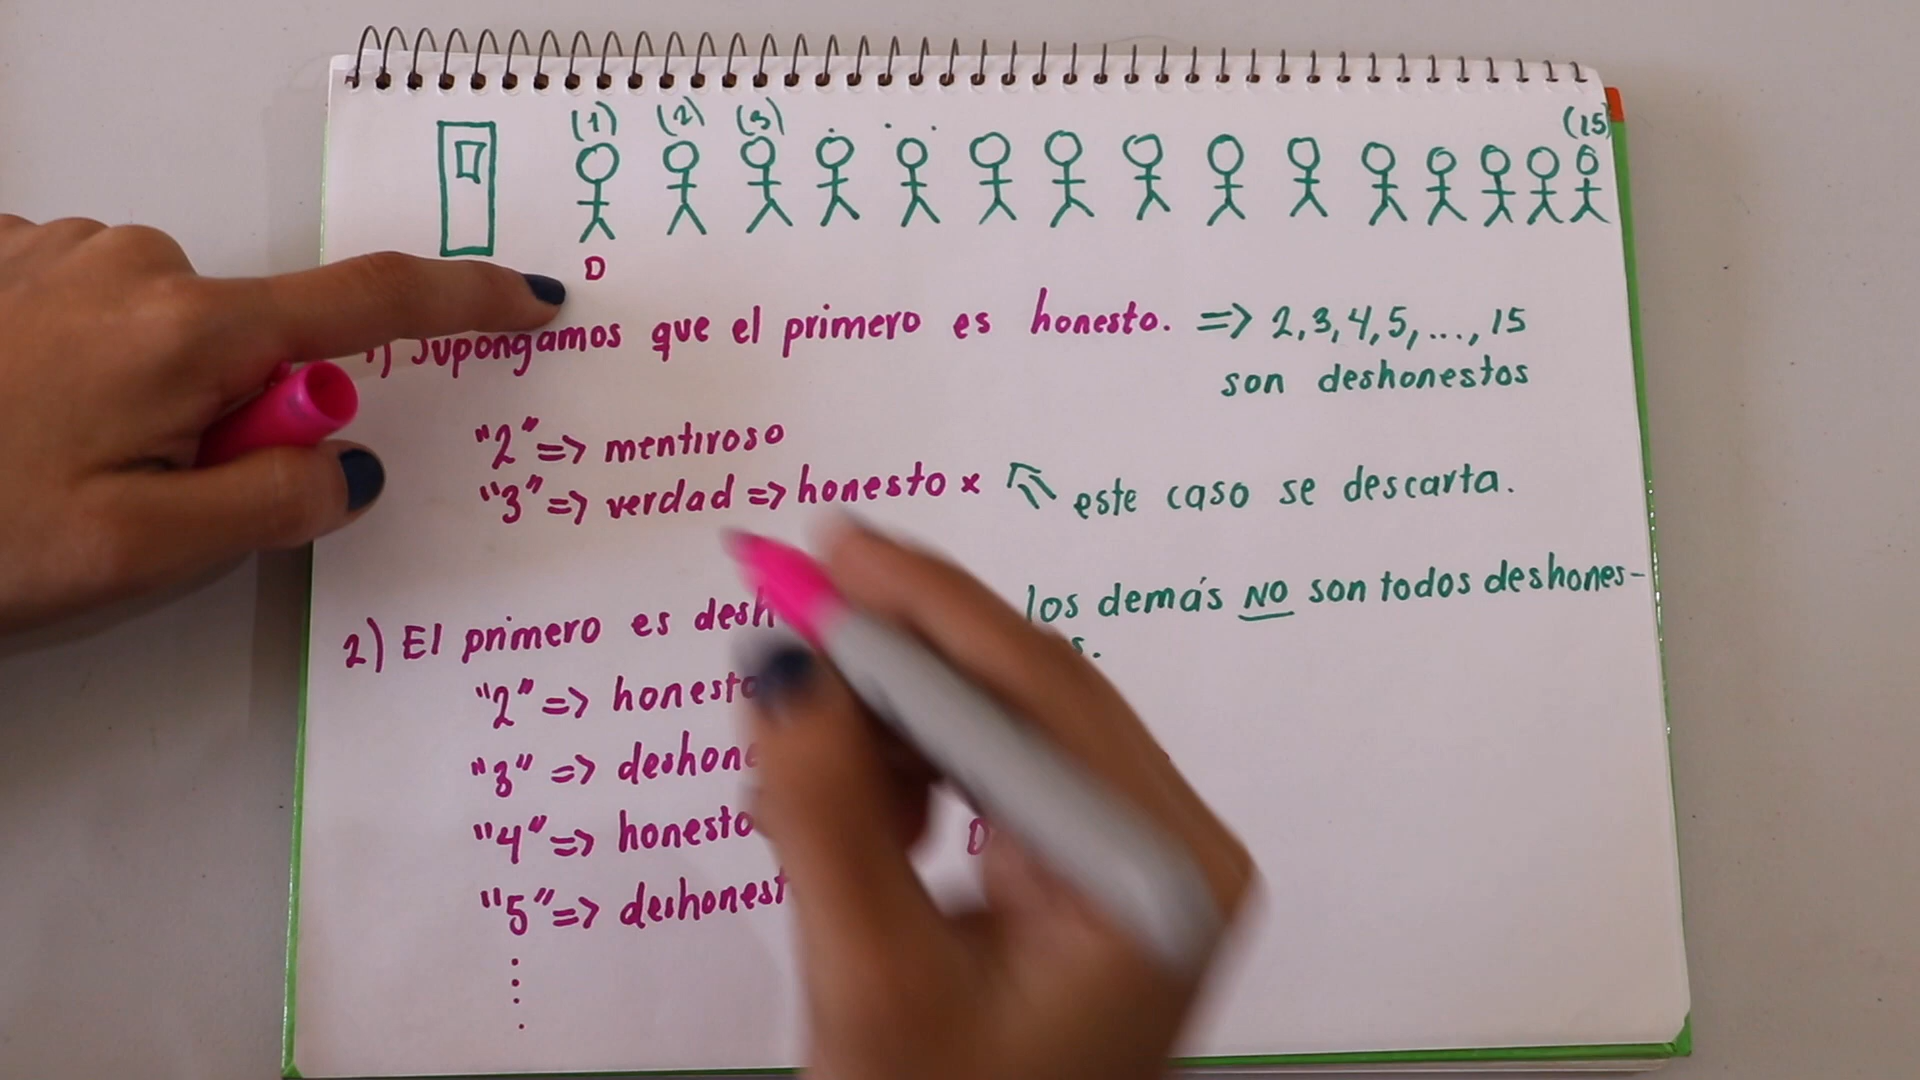 (1) (2) (3) (15)
D
1) Supongamos que el primero es honesto. => 2,3,4,5,...,15
son deshonestos
"2" => mentiroso
"3" => verdad => honesto x este caso se descarta.
2) El primero es los demás NO son todos deshones-
"2" => honesto
"3" =>
"4" => honesto
D
"5" =>